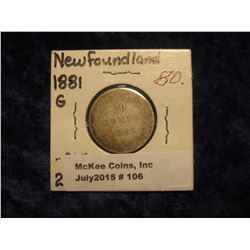 Newfoundland
1881
80.
G
McKee Coins, Inc
July2015 # 106
2